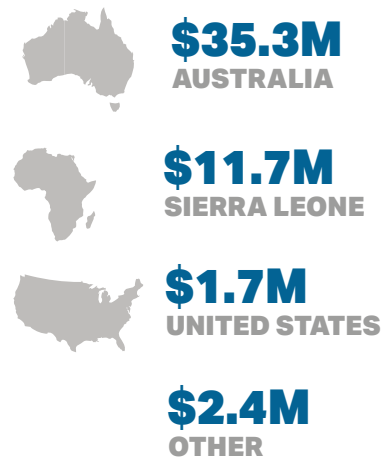 $35.3M
AUSTRALIA
$11.7M
SIERRA LEONE
$1.7M
UNITED STATES
$2.4M
OTHER